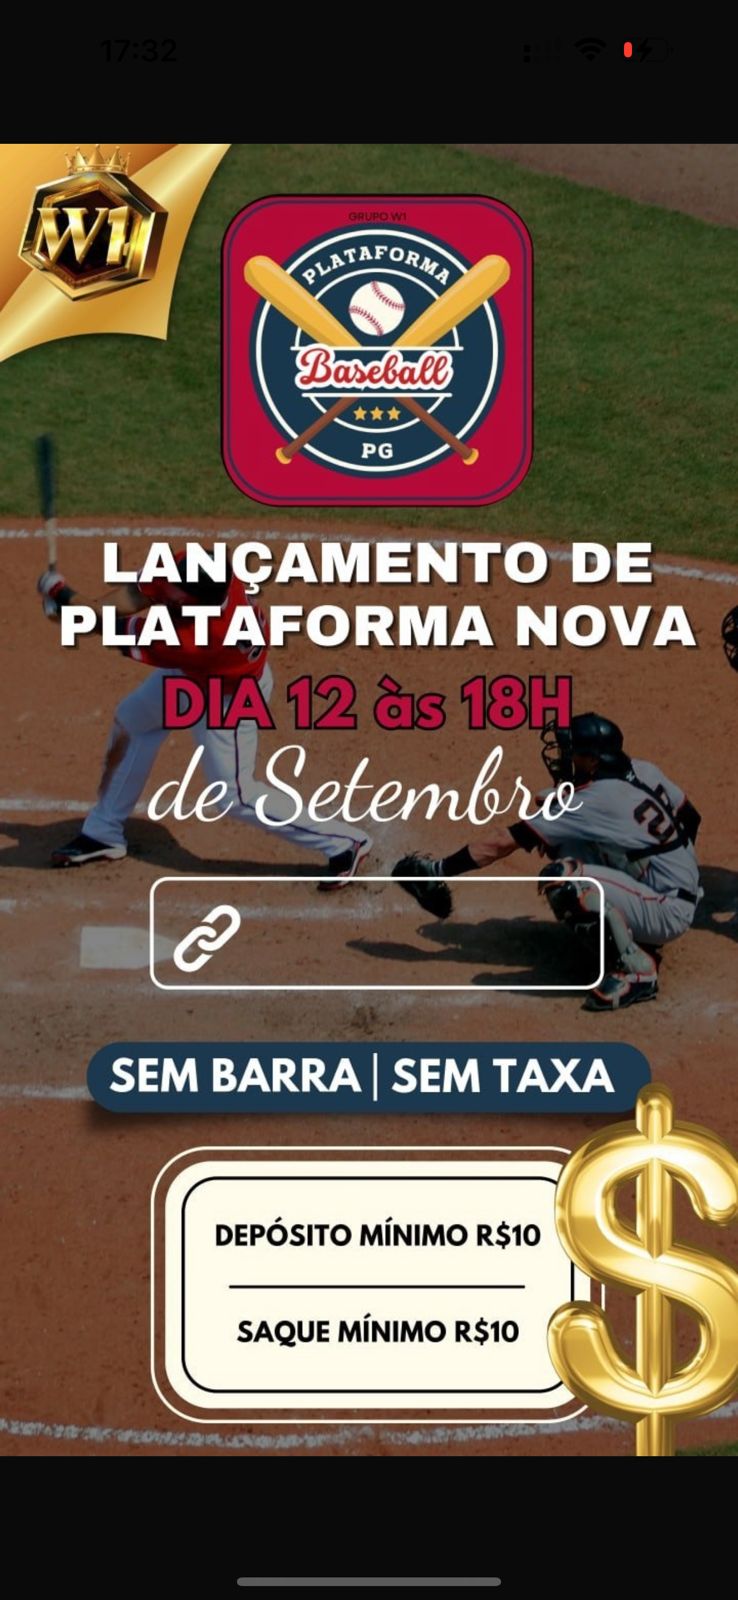 17:32
W1
GRUPO W1
PLATAFORMA
Baseball
PG
LANÇAMENTO DE
PLATAFORMA NOVA
DIA 12 às 18H
de Setembro
SEM BARRA | SEM TAXA
DEPÓSITO MÍNIMO R$10
SAQUE MÍNIMO R$10
$